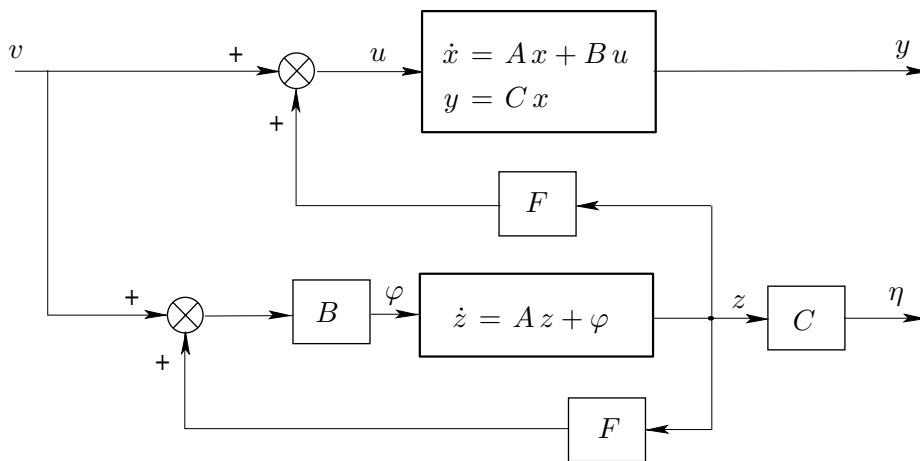 v
+
u
ẋ = A x + B u
y = C x
y
+
F
+
B
φ
ż = A z + φ
z
C
η
+
F